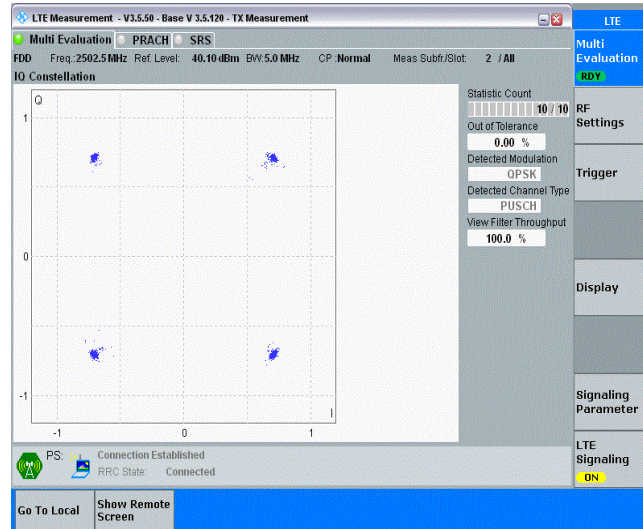 LTE Measurement - V3.5.50 - Base V 3.5.120 - TX Measurement
LTE
Multi Evaluation PRACH SRS
Multi
Evaluation
RDY
FDD Freq.:2502.5 MHz Ref. Level: 40.10 dBm BW:5.0 MHz CP :Normal Meas Subfr./Slot: 2 / All
IQ Constellation
Q
1
0
-1
-1 0 1
I
Statistic Count
10 / 10
Out of Tolerance
0.00 %
Detected Modulation
QPSK
Detected Channel Type
PUSCH
View Filter Throughput
100.0 %
RF
Settings
Trigger
Display
Signaling
Parameter
LTE
Signaling
ON
PS: Connection Established
RRC State: Connected
Go To Local
Show Remote
Screen